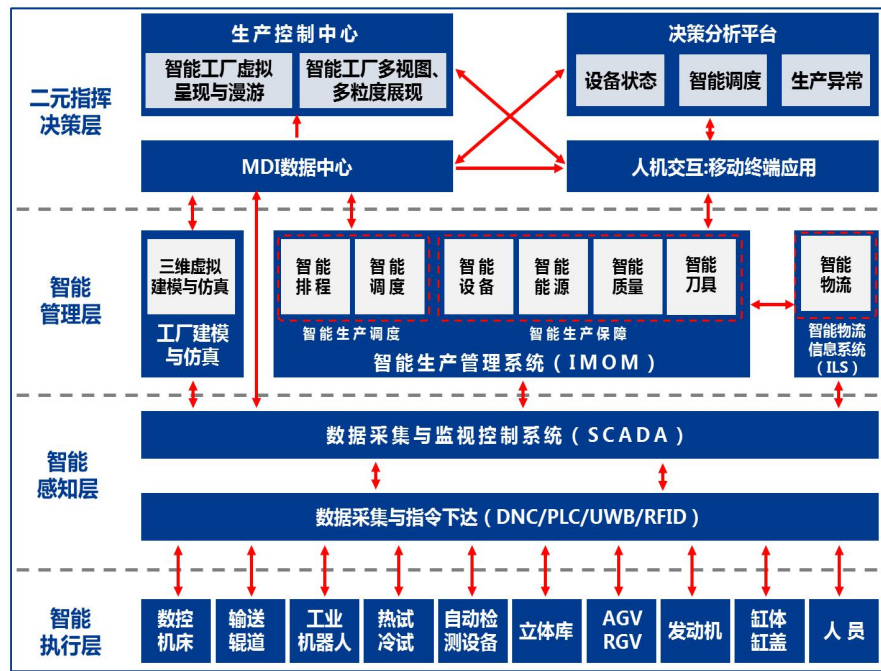 二元指挥
决策层
生产控制中心
智能工厂虚拟
呈现与漫游
智能工厂多视图、
多粒度展现
决策分析平台
设备状态
智能调度
生产异常
MDI数据中心
人机交互:移动终端应用
智能
管理层
三维虚拟
建模与仿真
工厂建模
与仿真
智能
排程
智能
调度
智能生产调度
智能
设备
智能
能源
智能
质量
智能
刀具
智能生产保障
智能生产管理系统（IMOM）
智能
物流
智能物流
信息系统
（ILS）
智能
感知层
数据采集与监视控制系统（SCADA）
数据采集与指令下达（DNC/PLC/UWB/RFID）
智能
执行层
数控
机床
输送
辊道
工业
机器人
热试
冷试
自动检
测设备
立体库
AGV
RGV
发动机
缸体
缸盖
人员